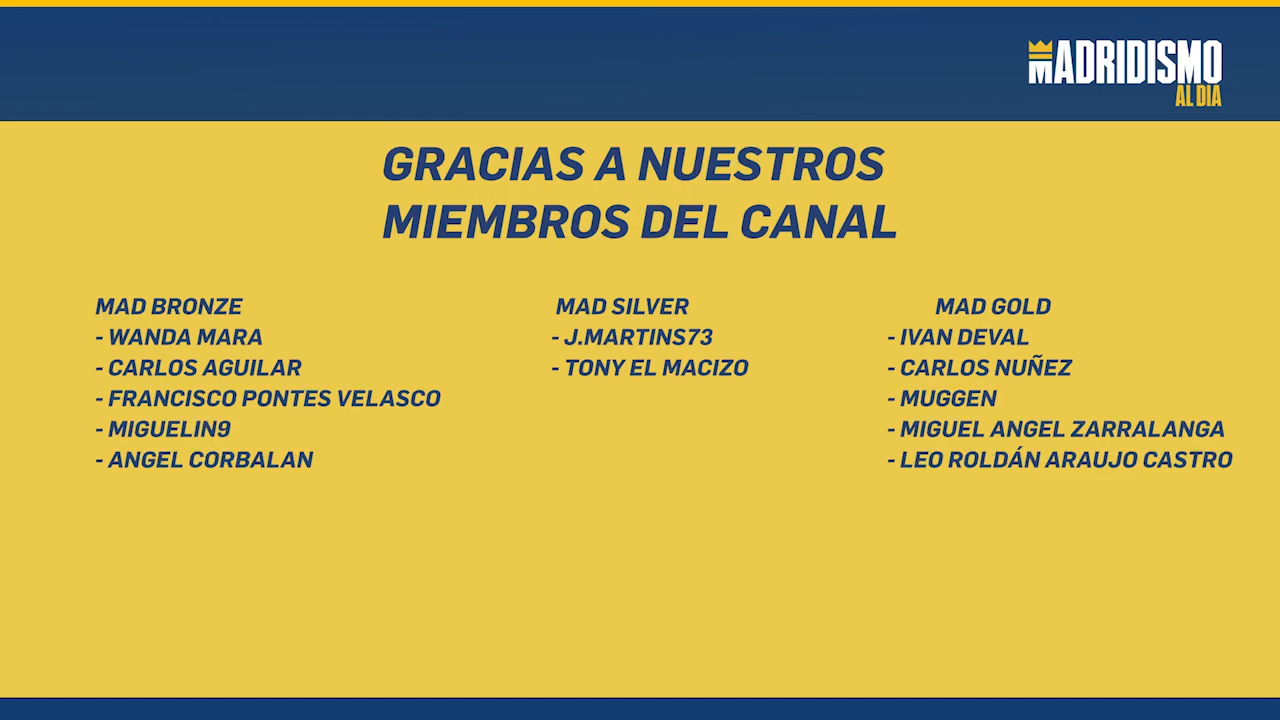 MADRIDISMO
AL DIA
GRACIAS A NUESTROS
MIEMBROS DEL CANAL
MAD BRONZE
- WANDA MARA
- CARLOS AGUILAR
- FRANCISCO PONTES VELASCO
- MIGUELIN9
- ANGEL CORBALAN
MAD SILVER
- J.MARTINS73
- TONY EL MACIZO
MAD GOLD
- IVAN DEVAL
- CARLOS NUÑEZ
- MUGGEN
- MIGUEL ANGEL ZARRALANGA
- LEO ROLDÁN ARAUJO CASTRO